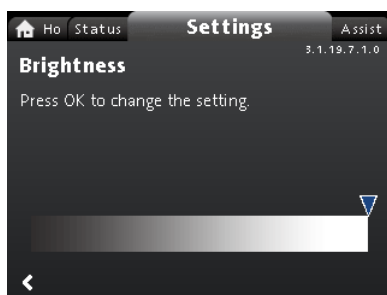 Ho Status Settings Assist
3.1.19.7.1.0
Brightness
Press OK to change the setting.